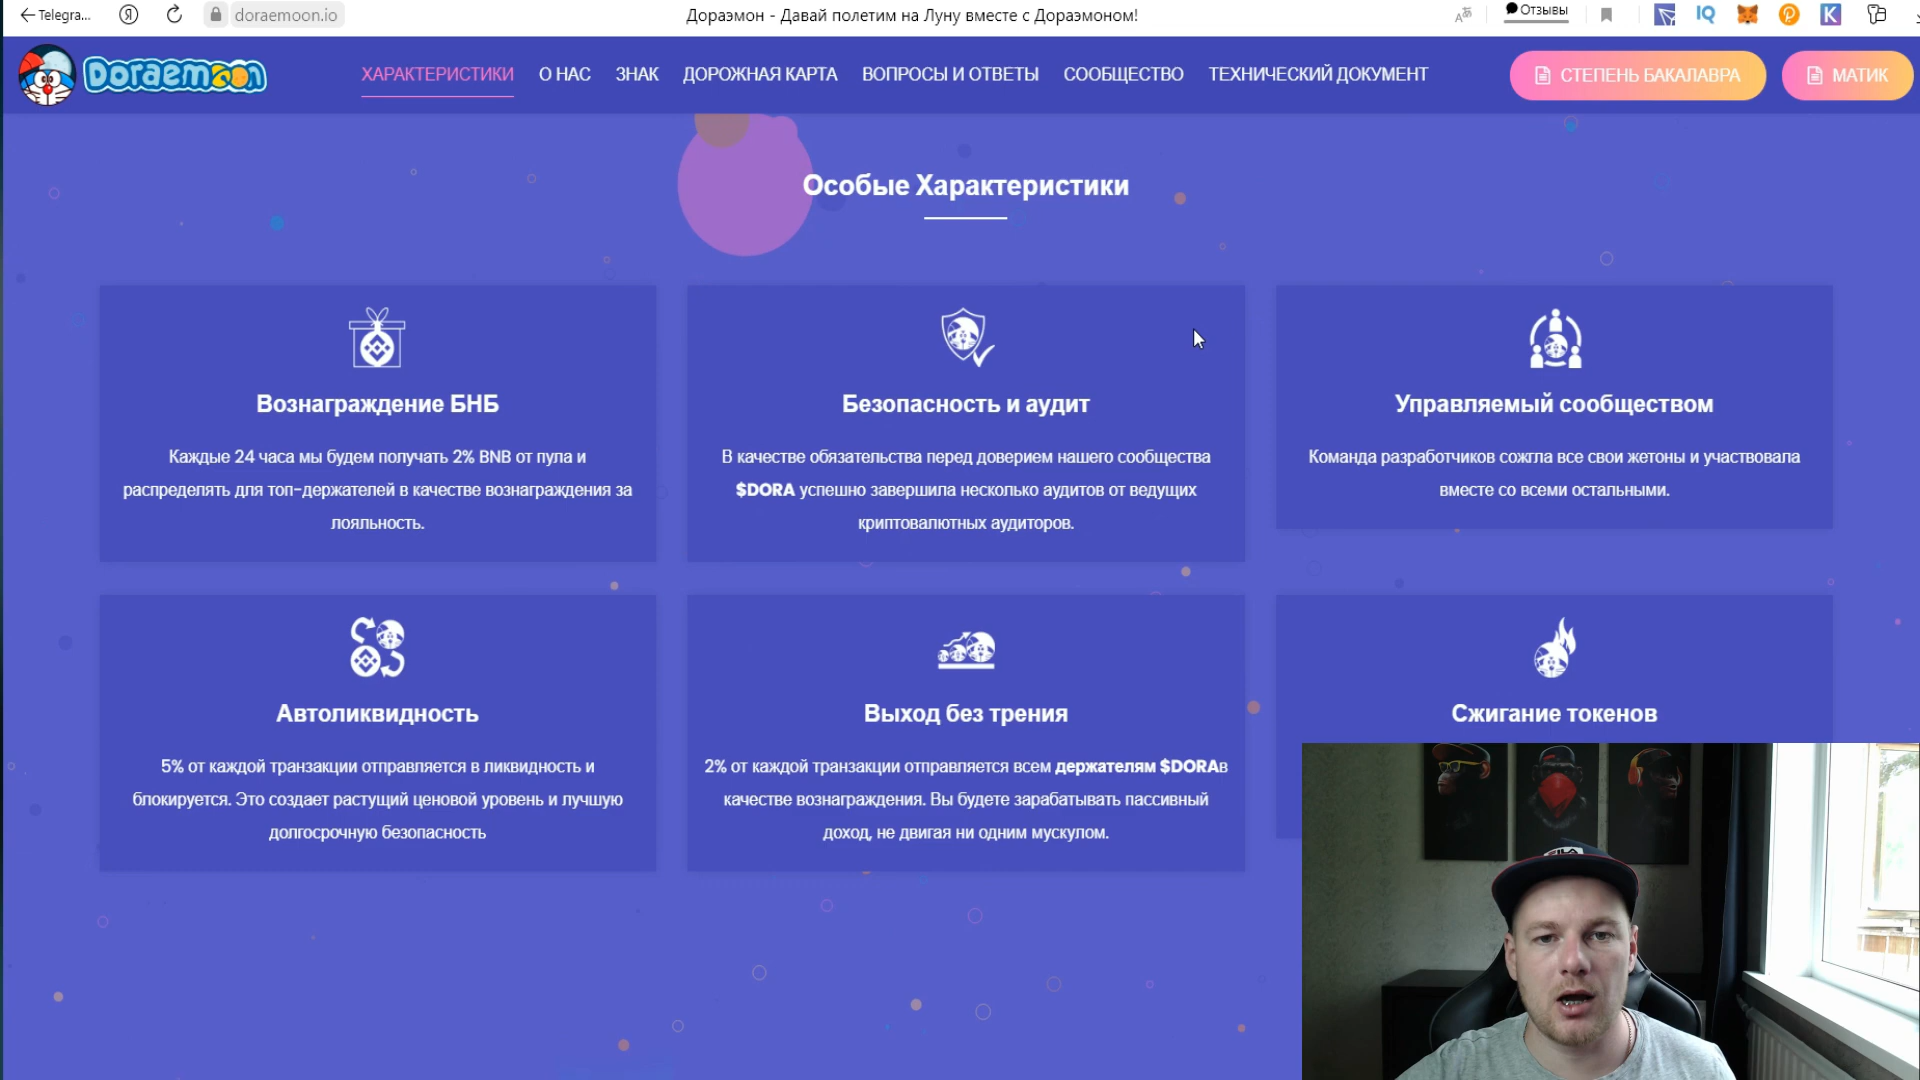 Telegra...
Я
doraemoon.io
Дораэмон - Давай полетим на Луну вместе с Дораэмоном!
Отзывы
IQ
K
Doraemoon
ХАРАКТЕРИСТИКИ
О НАС
ЗНАК
ДОРОЖНАЯ КАРТА
ВОПРОСЫ И ОТВЕТЫ
СООБЩЕСТВО
ТЕХНИЧЕСКИЙ ДОКУМЕНТ
СТЕПЕНЬ БАКАЛАВРА
МАТИК
Особые Характеристики
Вознаграждение БНБ
Каждые 24 часа мы будем получать 2% BNB от пула и
распределять для топ-держателей в качестве вознаграждения за
лояльность.
Безопасность и аудит
В качестве обязательства перед доверием нашего сообщества
$DORA успешно завершила несколько аудитов от ведущих
криптовалютных аудиторов.
Управляемый сообществом
Команда разработчиков сожгла все свои жетоны и участвовала
вместе со всеми остальными.
Автоликвидность
5% от каждой транзакции отправляется в ликвидность и
блокируется. Это создает растущий ценовой уровень и лучшую
долгосрочную безопасность
Выход без трения
2% от каждой транзакции отправляется всем держателям $DORAв
качестве вознаграждения. Вы будете зарабатывать пассивный
доход, не двигая ни одним мускулом.
Сжигание токенов